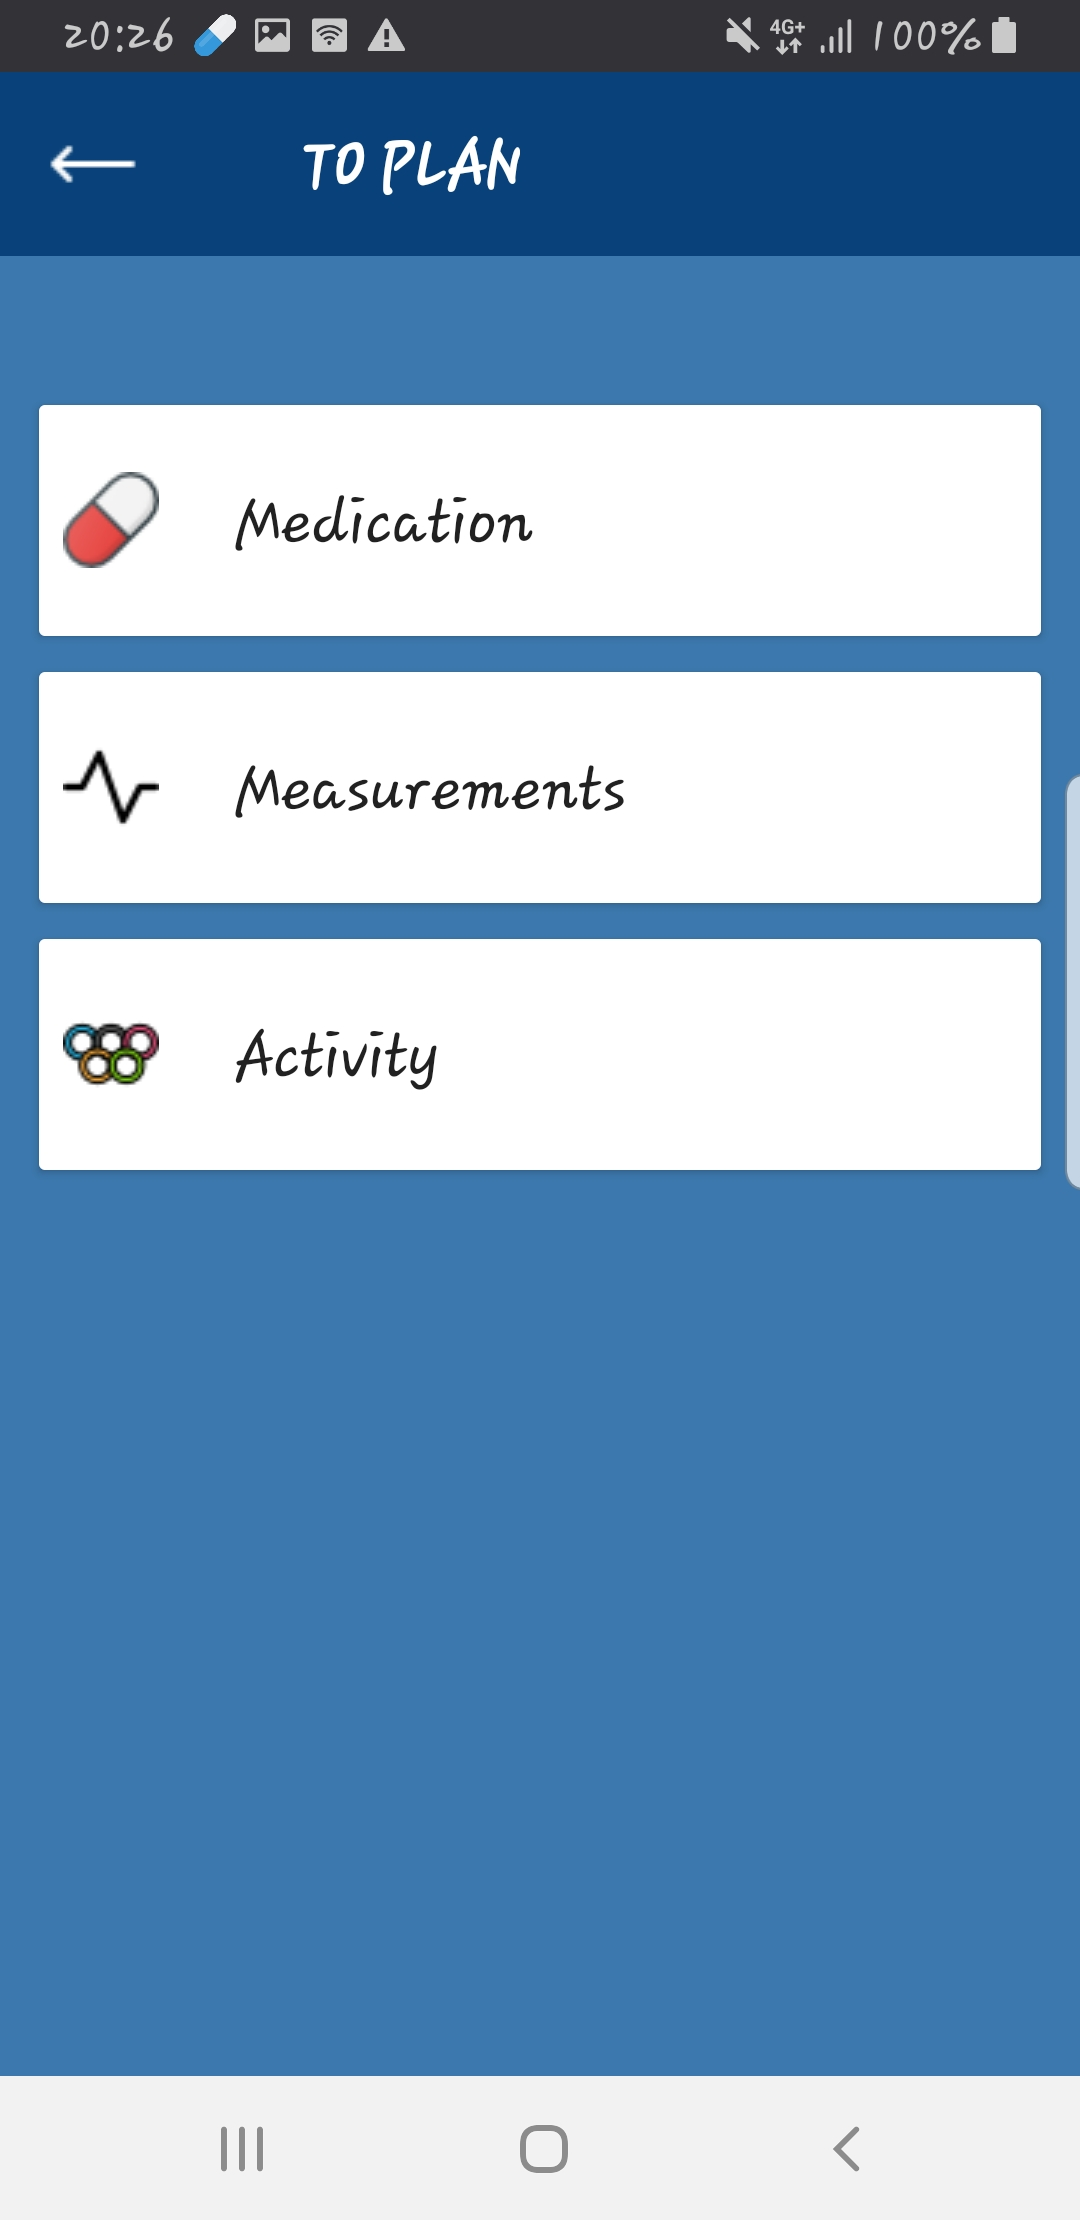 20:26 4G+ 100%
TO PLAN
Medication
Measurements
Activity